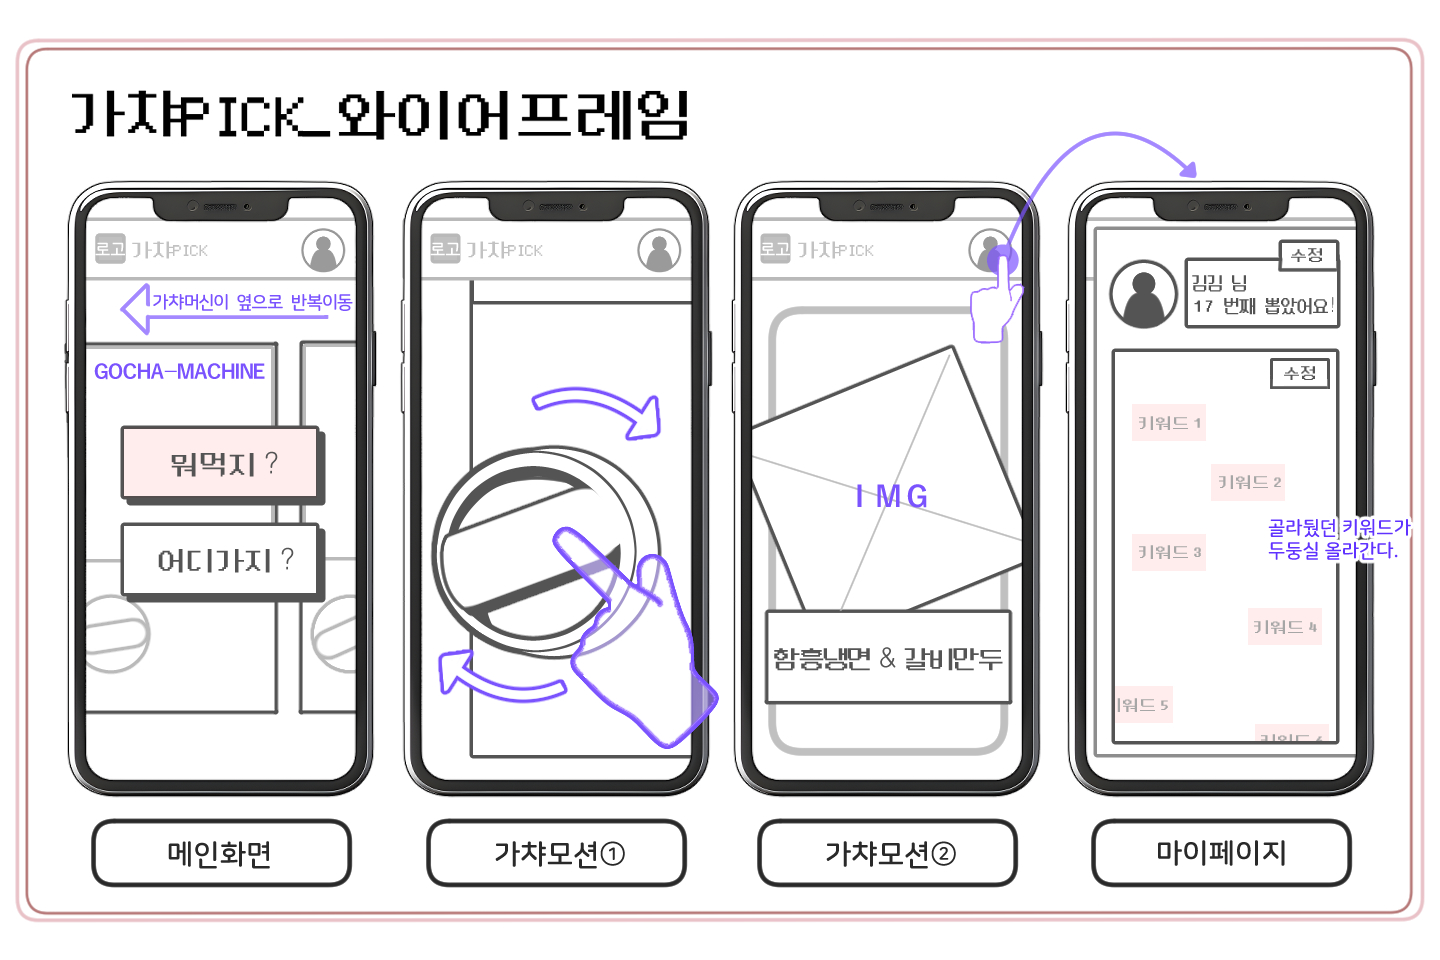 가챠PICK_와이어프레임
로고 가챠PICK
가챠머신이 옆으로 반복이동
GOCHA-MACHINE
뭐먹지 ?
어디가지 ?
메인화면
로고 가챠PICK
가챠모션①
로고 가챠PICK
IMG
함흥냉면 & 갈비만두
가챠모션②
수정
김김 님
17 번째 뽑았어요!
수정
키워드 1
키워드 2
키워드 3
골라뒀던 키워드가
두둥실 올라간다.
키워드 4
키워드 5
키워드 6
마이페이지